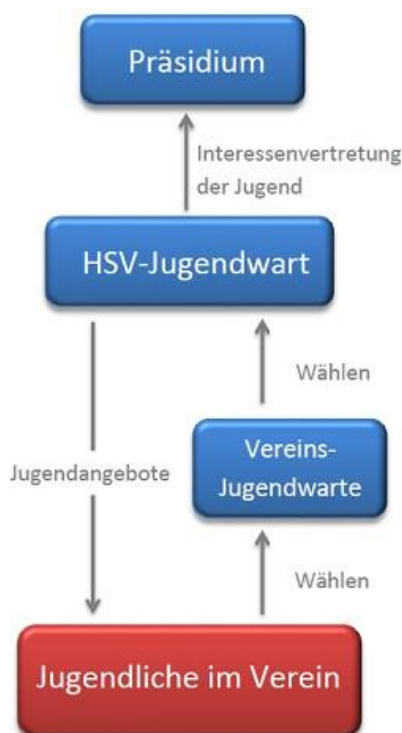 Präsidium
Interessenvertretung
der Jugend
HSV-Jugendwart
Wählen
Vereins-
Jugendwarte
Jugendangebote
Wählen
Jugendliche im Verein